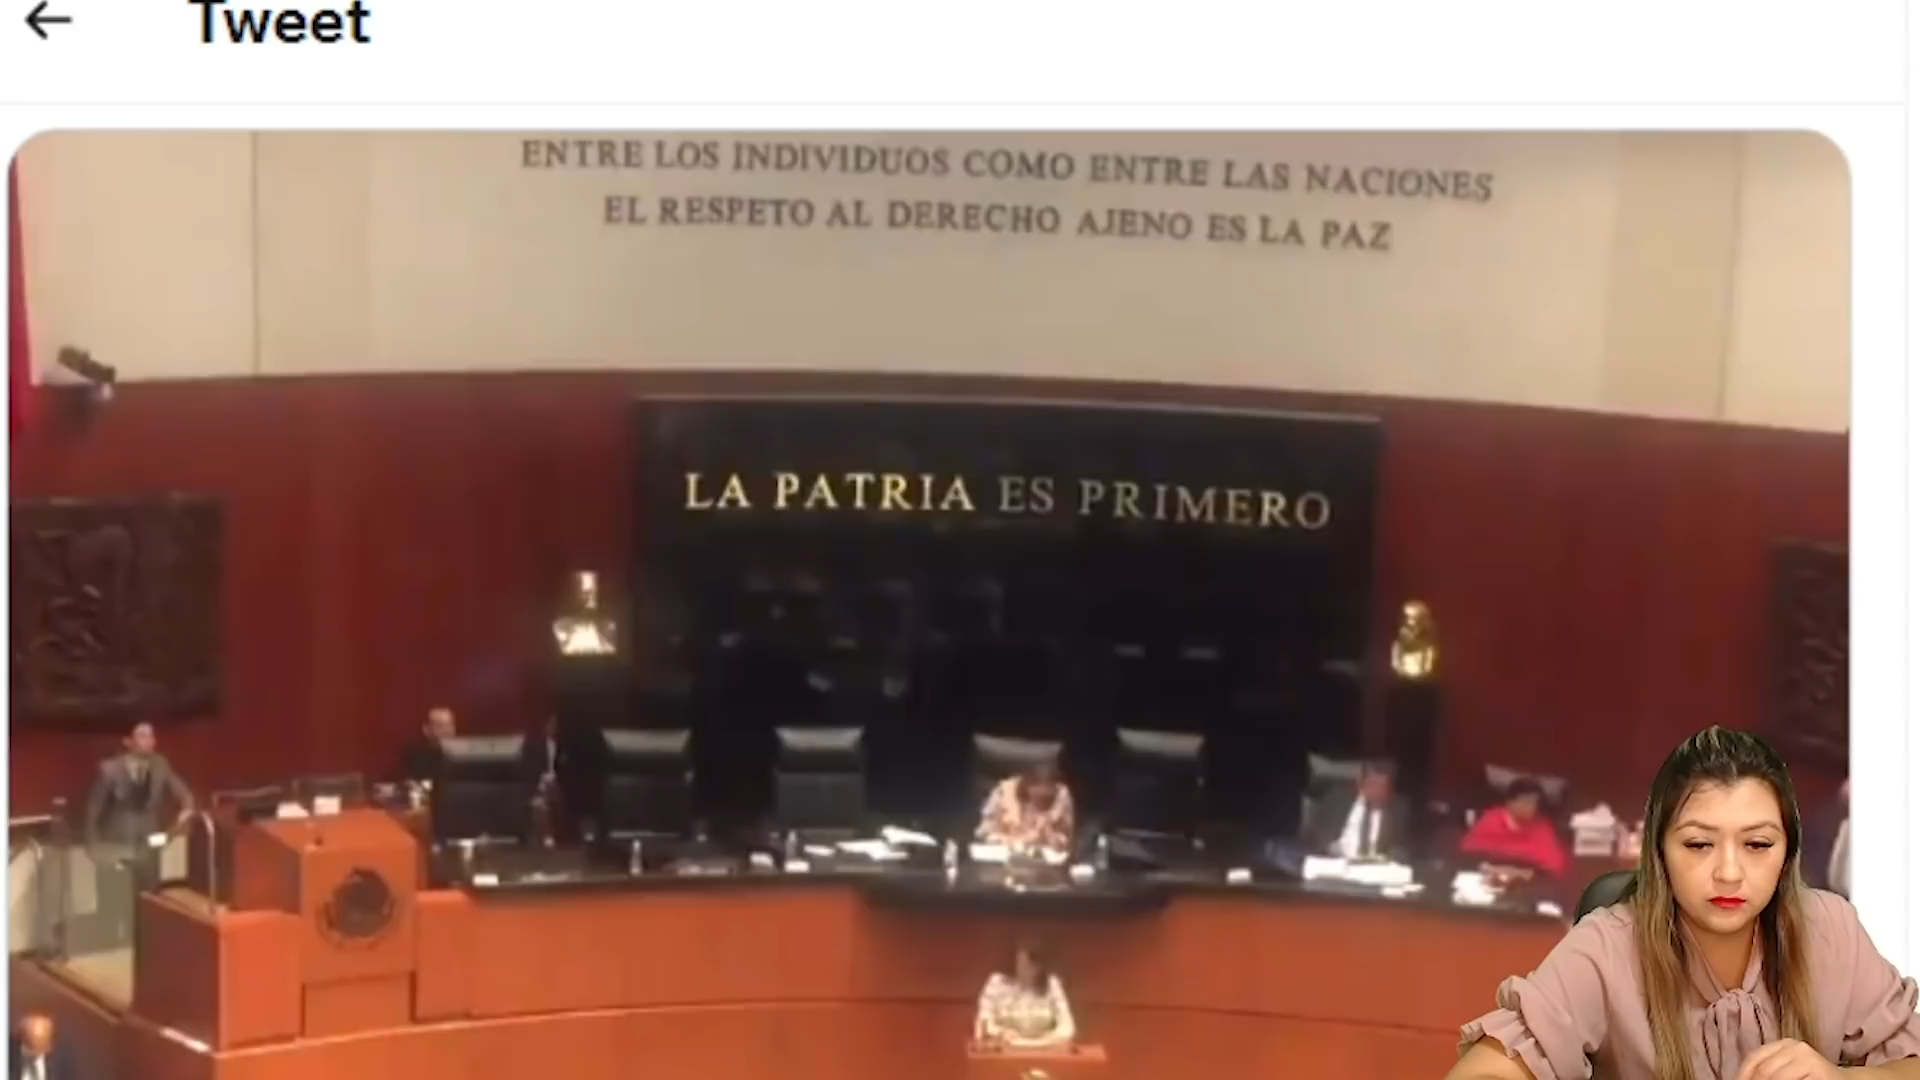 Tweet
ENTRE LOS INDIVIDUOS COMO ENTRE LAS NACIONES
EL RESPETO AL DERECHO AJENO ES LA PAZ
LA PATRIA ES PRIMERO